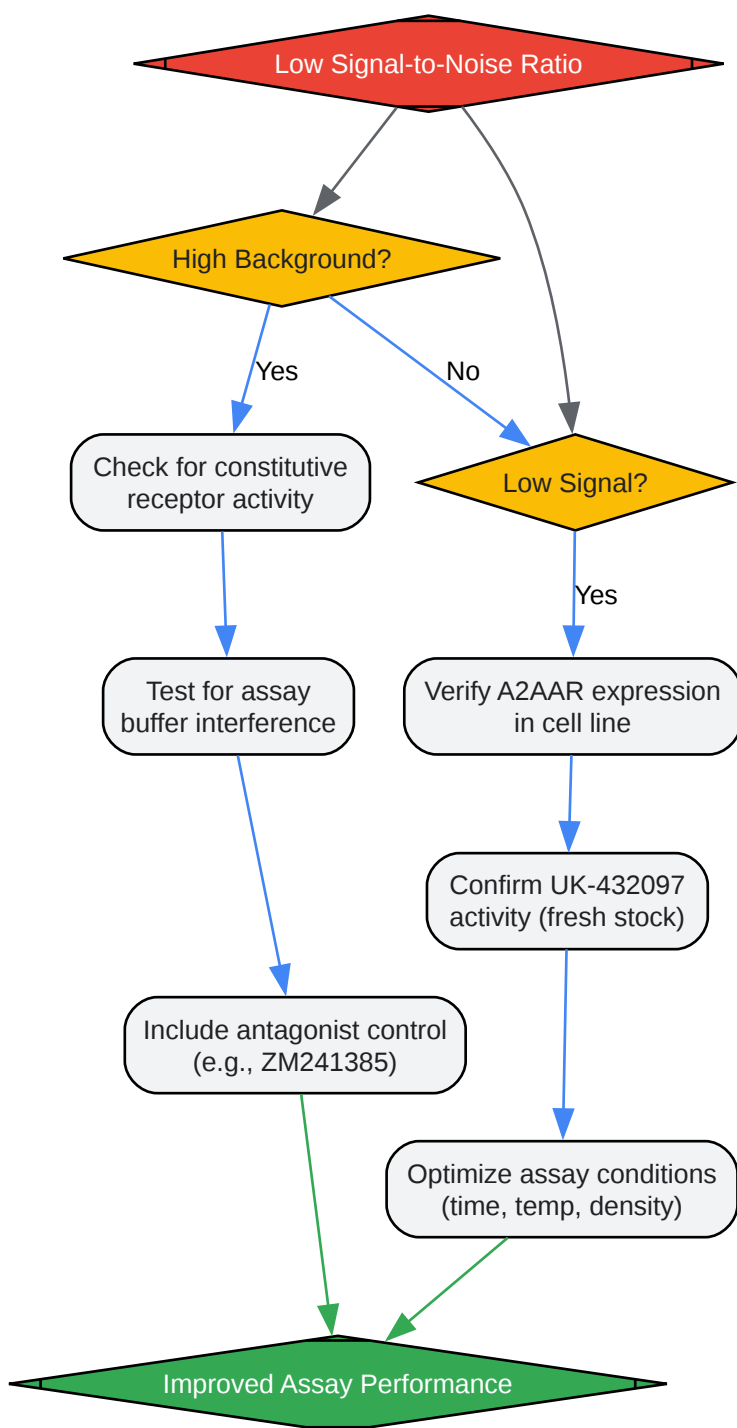 Low Signal-to-Noise Ratio
High Background?
Yes
No
Check for constitutive
receptor activity
Low Signal?
Yes
Test for assay
buffer interference
Verify A2AAR expression
in cell line
Confirm UK-432097
activity (fresh stock)
Include antagonist control
(e.g., ZM241385)
Optimize assay conditions
(time, temp, density)
Improved Assay Performance